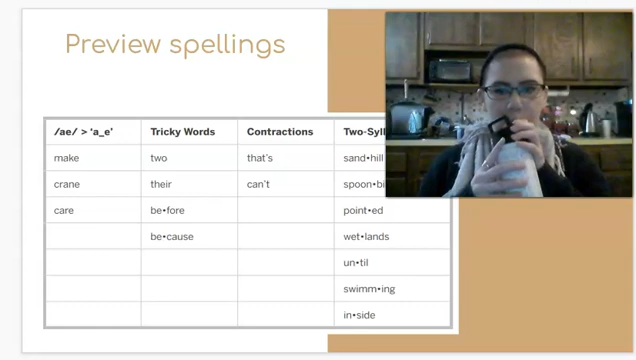 Preview spellings
/ae/ > 'a_e' Tricky Words Contractions
make two that's sand•hill
crane their can't
care be•fore point•ed
be•cause wet•lands
un•til
swimm•ing
in•side